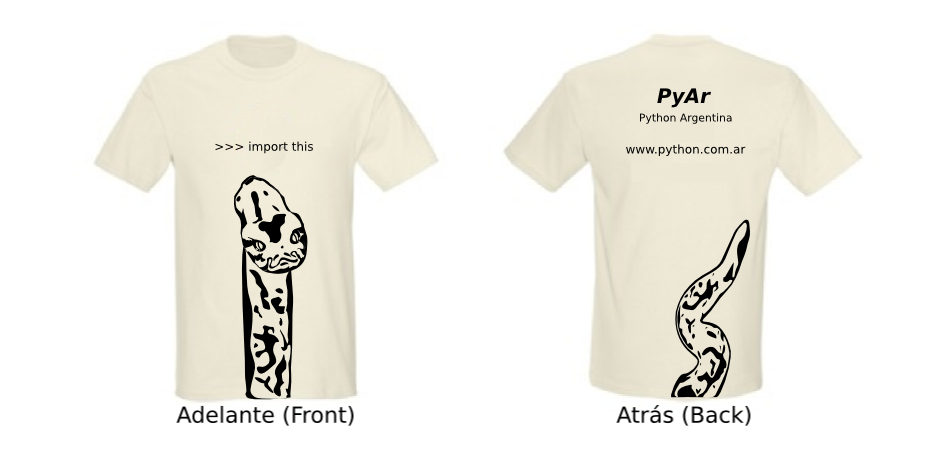 >>> import this
Adelante (Front)
PyAr
Python Argentina
www.python.com.ar
Atrás (Back)